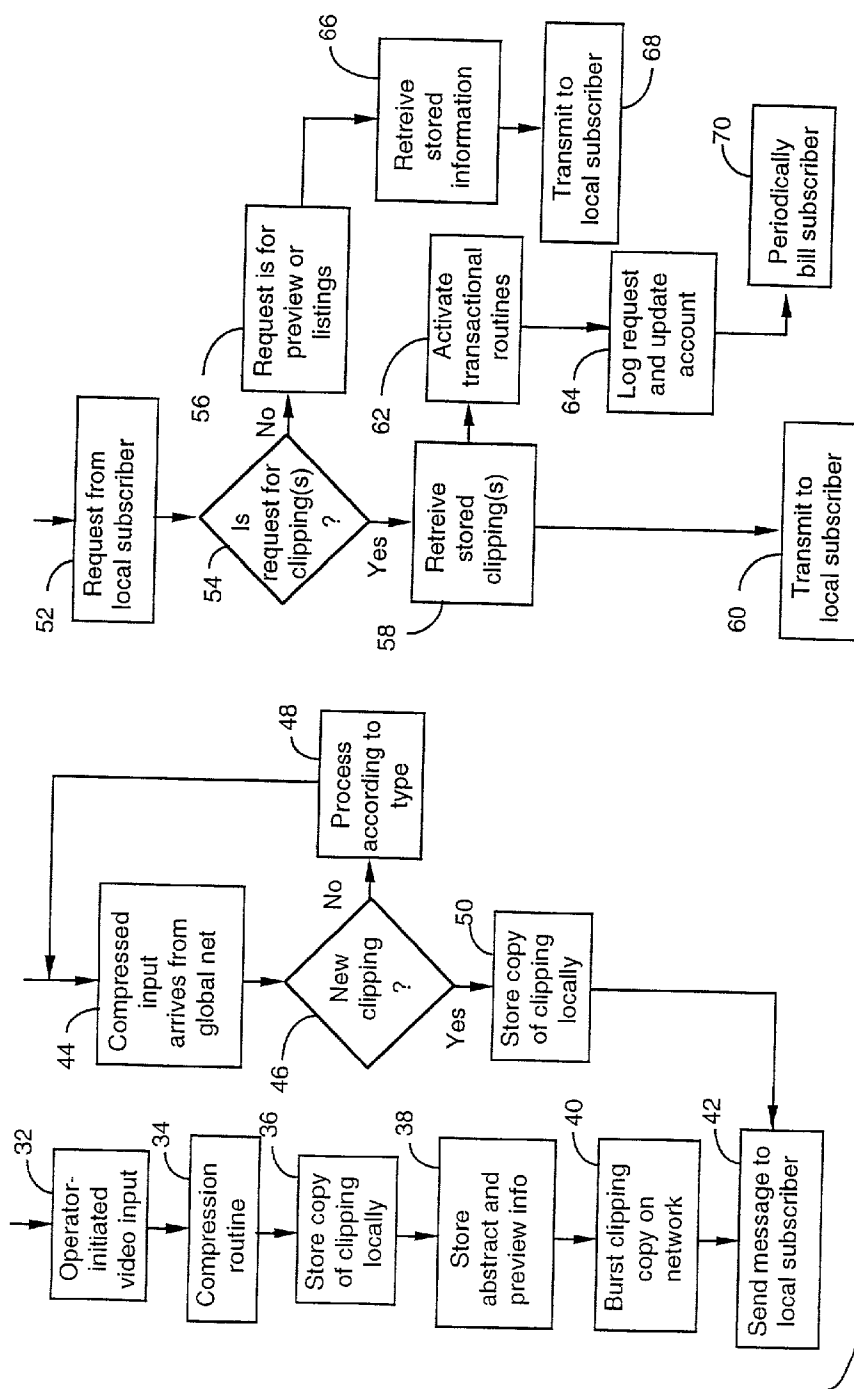 32
Operator-
initiated
video input
34
Compression
routine
36
Store copy
of clipping
locally
38
Store
abstract and
preview info
40
Burst clipping
copy on
network
42
Send message to
local subscriber
44
Compressed
input
arrives from
global net
46
New
clipping
?
No
Yes
48
Process
according to
type
50
Store copy
of clipping
locally
52
Request from
local subscriber
54
Is
request for
clipping(s)
?
No
Yes
56
Request is for
preview or
listings
58
Retreive
stored
clipping(s)
60
Transmit to
local subscriber
62
Activate
transactional
routines
64
Log request
and update
account
66
Retreive
stored
information
68
Transmit to
local subscriber
70
Periodically
bill subscriber